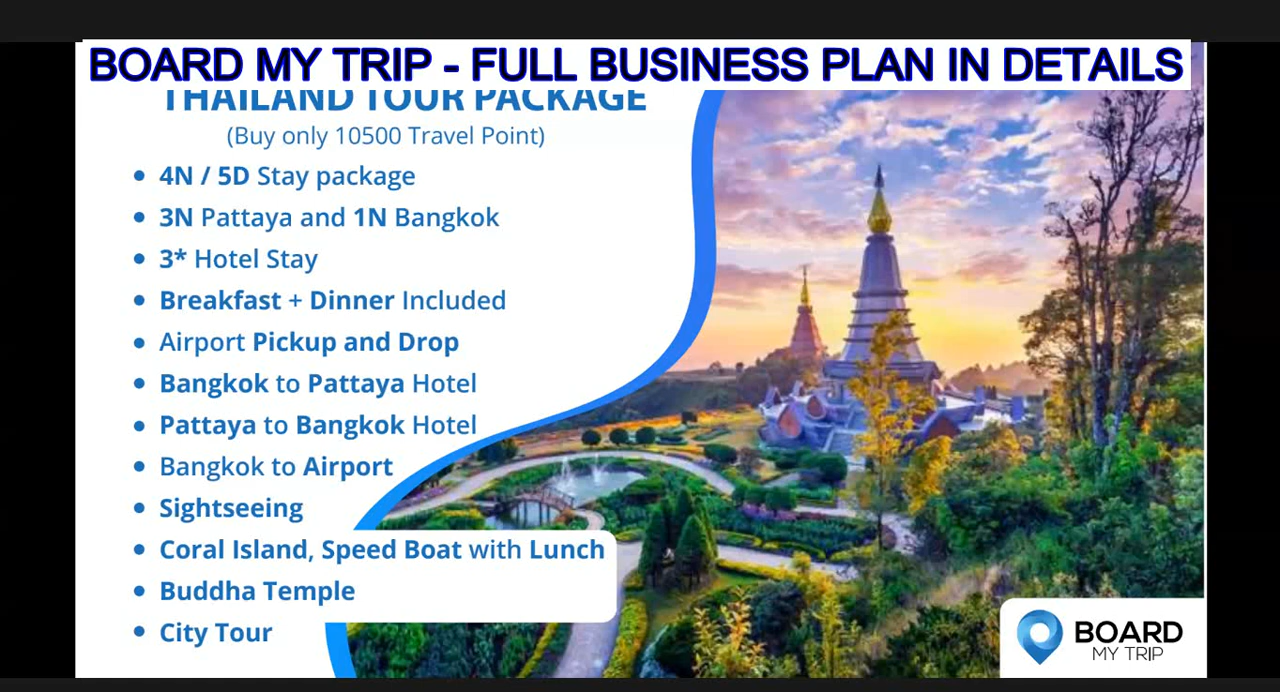 BOARD MY TRIP - FULL BUSINESS PLAN IN DETAILS
THAILAND TOUR PACKAGE
(Buy only 10500 Travel Point)
• 4N / 5D Stay package
• 3N Pattaya and 1N Bangkok
• 3* Hotel Stay
• Breakfast + Dinner Included
• Airport Pickup and Drop
• Bangkok to Pattaya Hotel
• Pattaya to Bangkok Hotel
• Bangkok to Airport
• Sightseeing
• Coral Island, Speed Boat with Lunch
• Buddha Temple
• City Tour
BOARD
MY TRIP